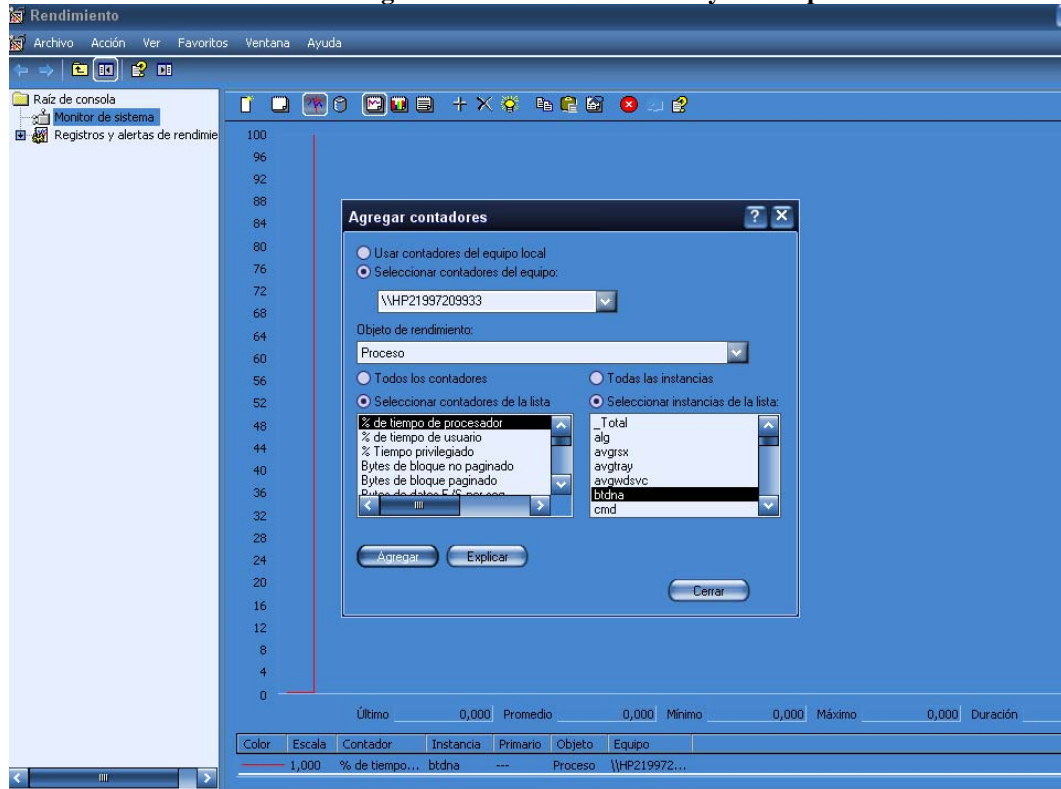 Rendimiento
Archivo Acción Ver Favoritos Ventana Ayuda
Raíz de consola
Monitor de sistema
Registros y alertas de rendimie
100
96
92
88
84
80
76
72
68
64
60
56
52
48
44
40
36
32
28
24
20
16
12
8
4
0
Agregar contadores
Usar contadores del equipo local
Seleccionar contadores del equipo:
\\HP21997209933
Objeto de rendimiento:
Proceso
Todos los contadores
Seleccionar contadores de la lista
% de tiempo de procesador
% de tiempo de usuario
% Tiempo privilegiado
Bytes de bloque no paginado
Bytes de bloque paginado
Bytes de datos E/S por seg.
Todas las instancias
Seleccionar instancias de la lista:
_Total
alg
avgrsx
avgtray
avgwdsvc
btdna
cmd
Agregar Explicar
Cerrar
Último 0,000 Promedio 0,000 Mínimo 0,000 Máximo 0,000 Duración
Color Escala Contador Instancia Primario Objeto Equipo
1,000 % de tiempo... btdna --- Proceso \\HP219972...